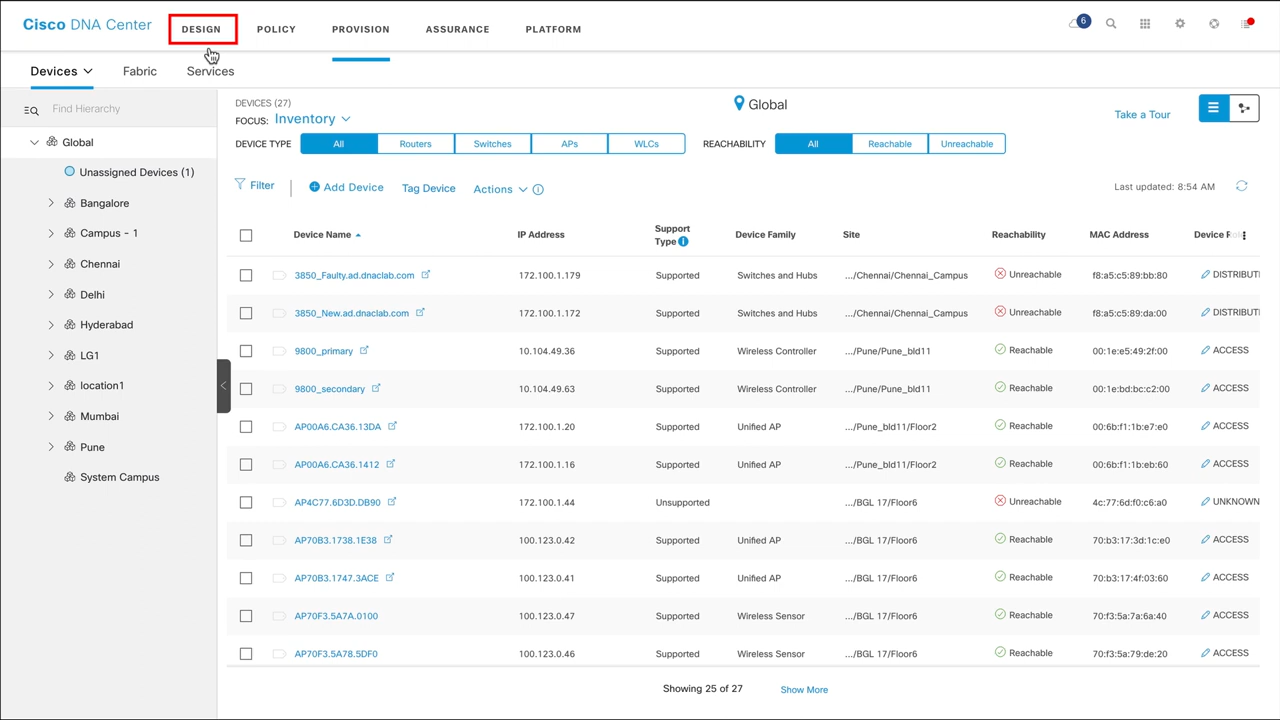 Cisco DNA Center DESIGN POLICY PROVISION ASSURANCE PLATFORM 6
Devices Fabric Services
Find Hierarchy
Global
Unassigned Devices (1)
Bangalore
Campus - 1
Chennai
Delhi
Hyderabad
LG1
location1
Mumbai
Pune
System Campus
DEVICES (27)
FOCUS: Inventory
Global
Take a Tour
DEVICE TYPE All Routers Switches APs WLCs REACHABILITY All Reachable Unreachable
Filter Add Device Tag Device Actions Last updated: 8:54 AM
Device Name IP Address Support Type Device Family Site Reachability MAC Address Device Role
3850_Faulty.ad.dnaclab.com 172.100.1.179 Supported Switches and Hubs .../Chennai/Chennai_Campus Unreachable f8:a5:c5:89:bb:80 DISTRIBUTI
3850_New.ad.dnaclab.com 172.100.1.172 Supported Switches and Hubs .../Chennai/Chennai_Campus Unreachable f8:a5:c5:89:da:00 DISTRIBUTI
9800_primary 10.104.49.36 Supported Wireless Controller .../Pune/Pune_bld11 Reachable 00:1e:e5:49:2f:00 ACCESS
9800_secondary 10.104.49.63 Supported Wireless Controller .../Pune/Pune_bld11 Reachable 00:1e:bd:bc:c2:00 ACCESS
AP00A6.CA36.13DA 172.100.1.20 Supported Unified AP .../Pune_bld11/Floor2 Reachable 00:6b:f1:1b:e7:e0 ACCESS
AP00A6.CA36.1412 172.100.1.16 Supported Unified AP .../Pune_bld11/Floor2 Reachable 00:6b:f1:1b:eb:60 ACCESS
AP4C77.6D3D.DB90 172.100.1.44 Unsupported .../BGL 17/Floor6 Unreachable 4c:77:6d:f0:c6:a0 UNKNOWN
AP70B3.1738.1E38 100.123.0.42 Supported Unified AP .../BGL 17/Floor6 Reachable 70:b3:17:3d:1c:e0 ACCESS
AP70B3.1747.3ACE 100.123.0.41 Supported Unified AP .../BGL 17/Floor6 Reachable 70:b3:17:4f:03:60 ACCESS
AP70F3.5A7A.0100 100.123.0.47 Supported Wireless Sensor .../BGL 17/Floor6 Reachable 70:f3:5a:7a:6a:40 ACCESS
AP70F3.5A78.5DF0 100.123.0.46 Supported Wireless Sensor .../BGL 17/Floor6 Reachable 70:f3:5a:79:de:20 ACCESS
Showing 25 of 27 Show More